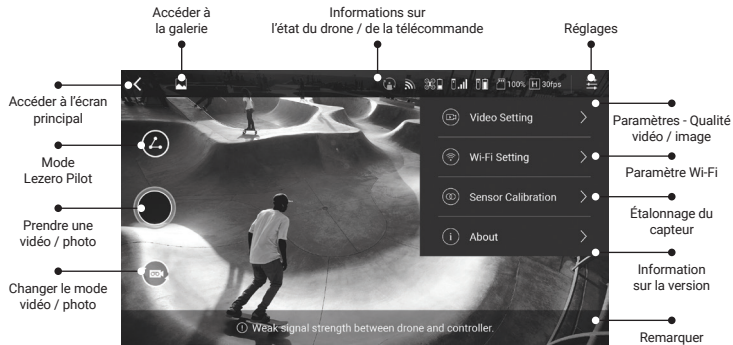 Accéder à
la galerie
Informations sur
l'état du drone / de la télécommande
Réglages
100% H 30fps
Accéder à l'écran
principal
Mode
Lezero Pilot
Prendre une
vidéo / photo
Changer le mode
vidéo / photo
Video Setting
Wi-Fi Setting
Sensor Calibration
About
Weak signal strength between drone and controller.
Paramètres - Qualité
vidéo / image
Paramètre Wi-Fi
Étalonnage du
capteur
Information
sur la version
Remarquer